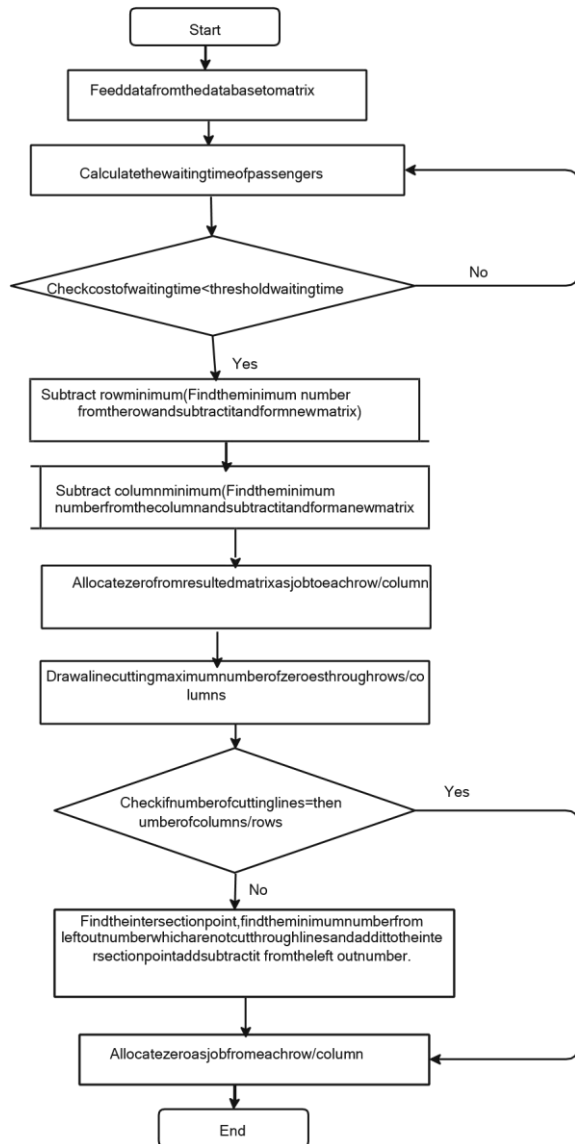 Start
Feeddatafromthedatabasetomatrix
Calculatethewaitingtimeofpassengers
Checkcostofwaitingtime<thresholdwaitingtime
No
Yes
Subtract rowminimum(Findtheminimum number
fromtherowandsubtractitandformnewmatrix)
Subtract columnminimum(Findtheminimum
numberfromthecolumnandsubtractitandformanewmatrix
Allocatezerofromresultedmatrixasjobtoeachrow/column
Drawalinecuttingmaximumnumberofzeroesthroughrows/co
lumns
Checkifnumberofcuttinglines=then
umberofcolumns/rows
Yes
No
Findtheintersectionpoint,findtheminimumnumberfrom
leftoutnumberwhicharenotcutthroughlinesandaddittotheinte
rsectionpointaddsubtractit fromtheleft outnumber.
Allocatezeroasjobfromeachrow/column
End